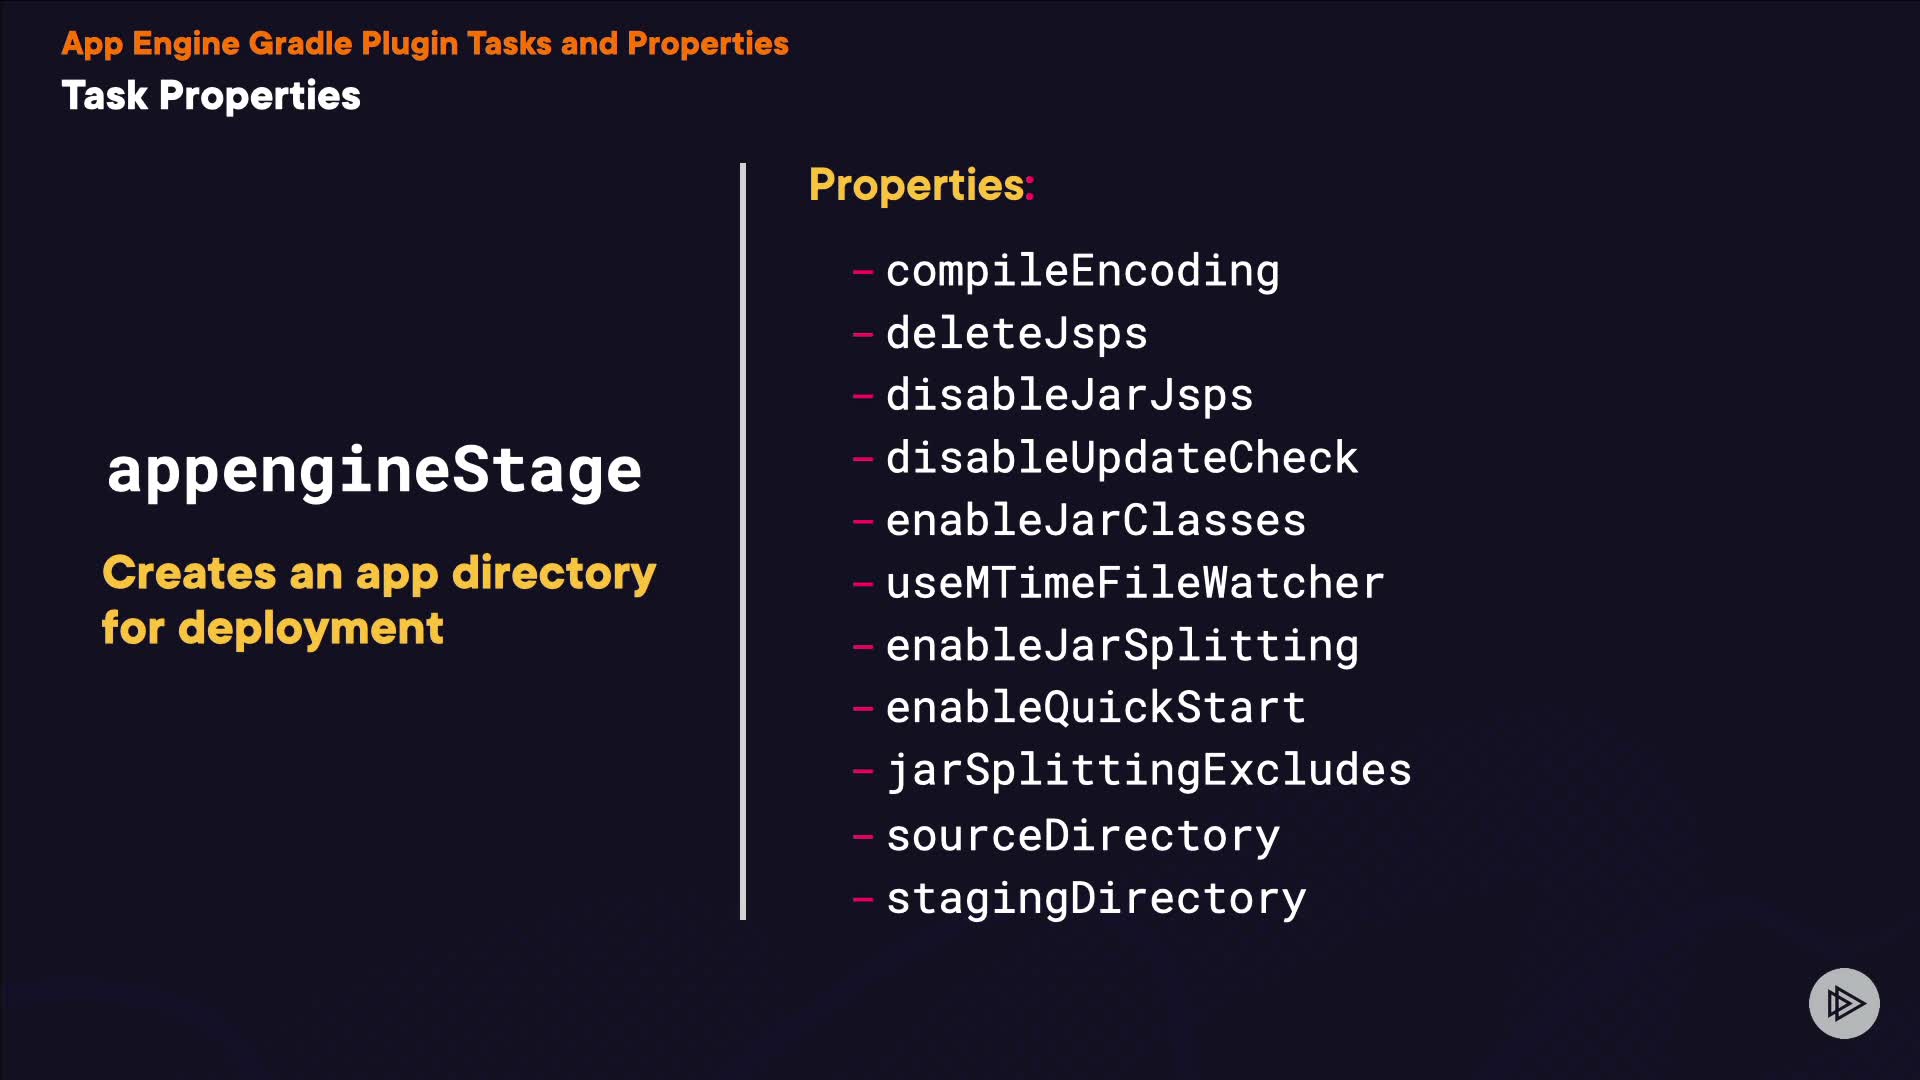 App Engine Gradle Plugin Tasks and Properties
Task Properties
appengineStage
Creates an app directory
for deployment
Properties:
– compileEncoding
– deleteJsps
– disableJarJsps
– disableUpdateCheck
– enableJarClasses
– useMTimeFileWatcher
– enableJarSplitting
– enableQuickStart
– jarSplittingExcludes
– sourceDirectory
– stagingDirectory